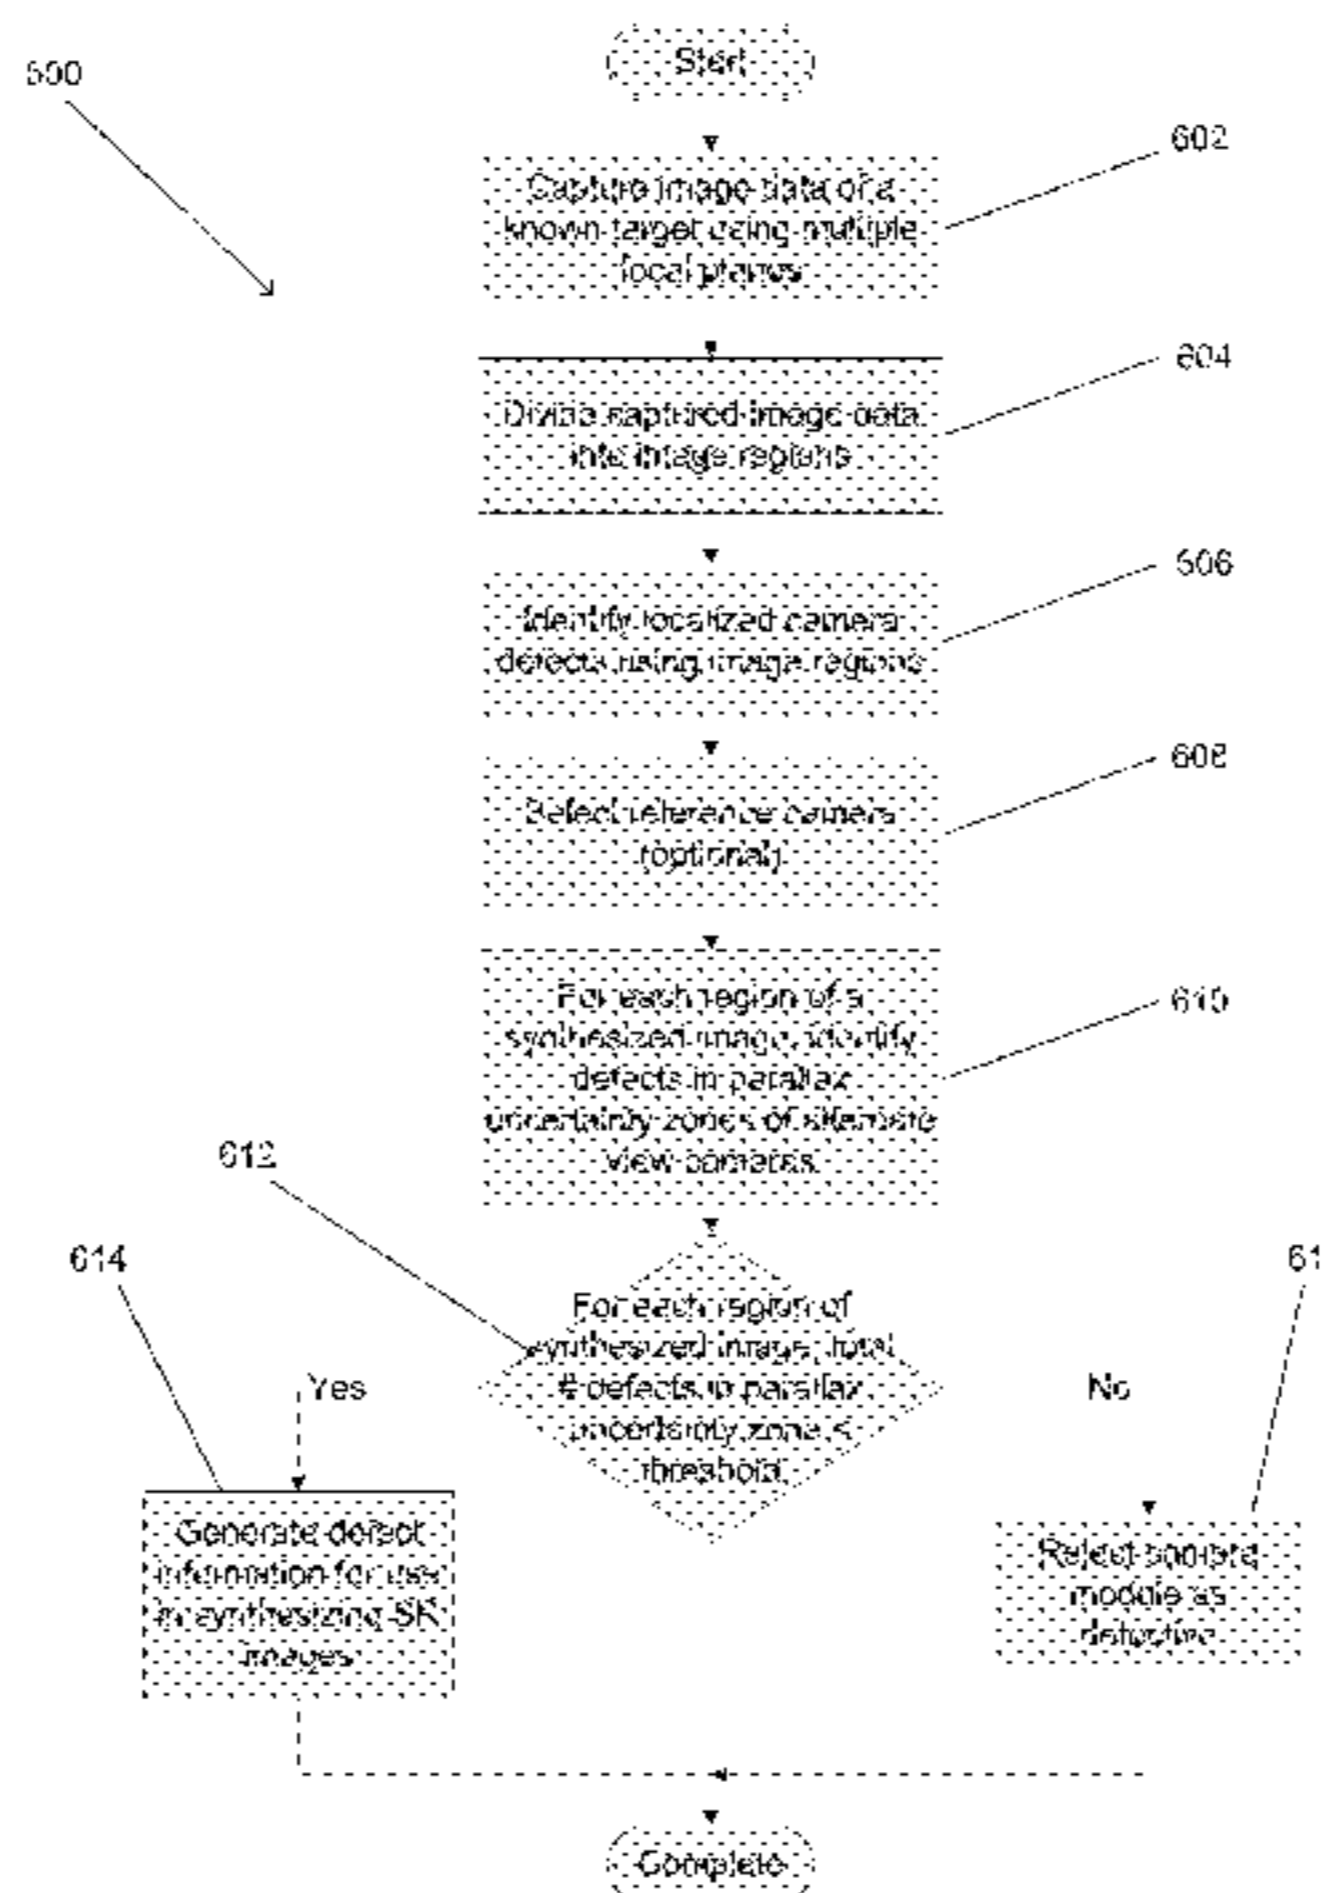 600
Start
602
Capture image data of a
known target using multiple
focal planes
604
Divide captured image data
into image regions
606
Identify localized camera
defects using image regions
608
Select reference camera
(optional)
610
For each region of a
synthesized image, identify
defects in parallax
uncertainty zones of alternate
view cameras
612
For each region of
synthesized image, total
# defects in parallax
uncertainty zone <
threshold
614
Yes
No
61
Generate defect
information for use
in synthesizing SR
images
Reject camera
module as
defective
Complete